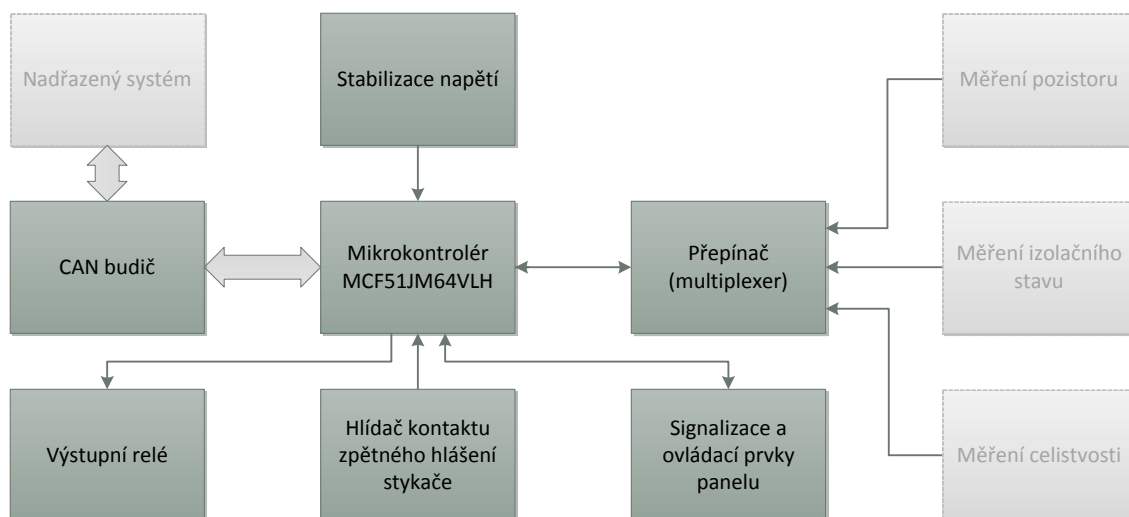 Nadřazený systém
Stabilizace napětí
Měření pozistoru
CAN budič
Mikrokontrolér
MCF51JM64VLH
Přepínač
(multiplexer)
Měření izolačního
stavu
Výstupní relé
Hlídač kontaktu
zpětného hlášení
stykače
Signalizace a
ovládací prvky
panelu
Měření celistvosti